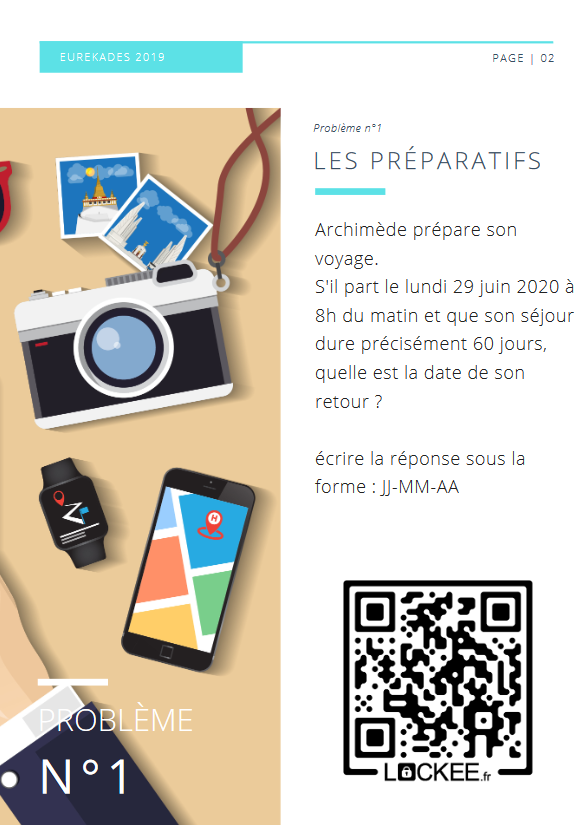 EUREKADES 2019
PAGE | 02
Problème n°1
LES PRÉPARATIFS
Archimède prépare son
voyage.
S'il part le lundi 29 juin 2020 à
8h du matin et que son séjour
dure précisément 60 jours,
quelle est la date de son
retour ?
écrire la réponse sous la
forme : JJ-MM-AA
H
PROBLÈME
N°1
LOCKEE.fr